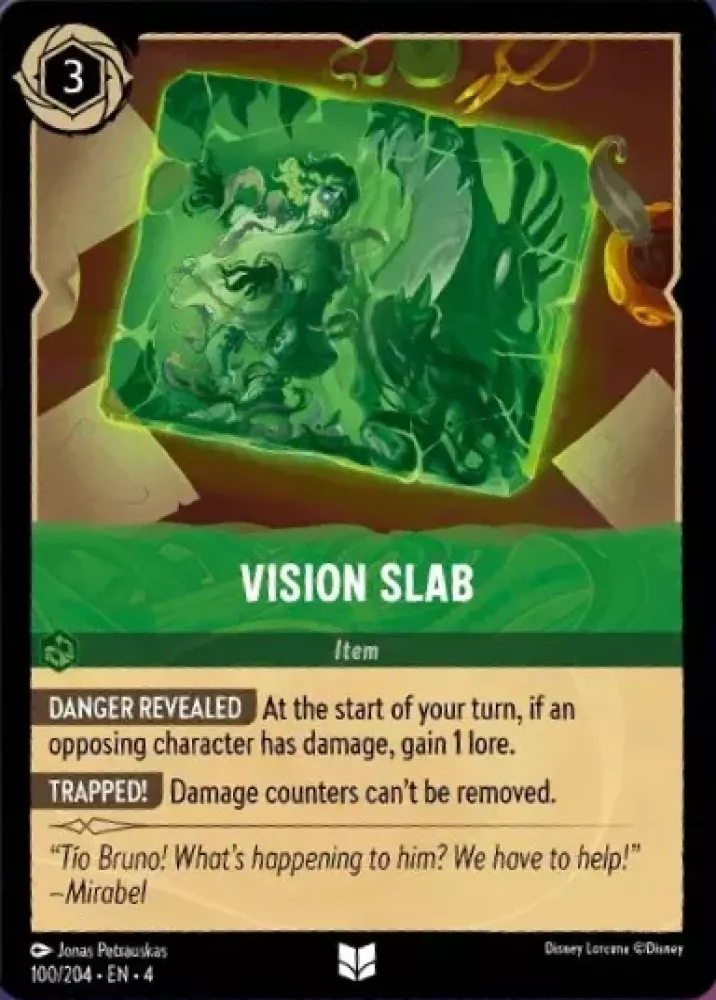 3
VISION SLAB
Item
DANGER REVEALED At the start of your turn, if an
opposing character has damage, gain 1 lore.
TRAPPED! Damage counters can't be removed.
“Tío Bruno! What's happening to him? We have to help!”
–Mirabel
Jonas Petrauskas
Disney Lorcana ©Disney
100/204 • EN • 4